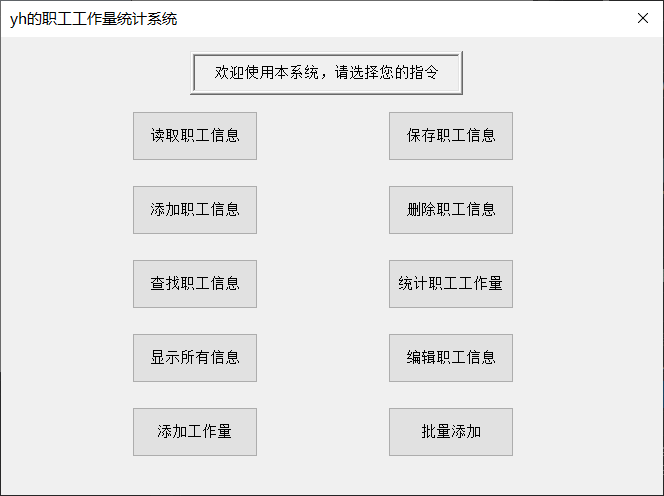 yh的职工工作量统计系统
欢迎使用本系统，请选择您的指令
读取职工信息
保存职工信息
添加职工信息
删除职工信息
查找职工信息
统计职工工作量
显示所有信息
编辑职工信息
添加工作量
批量添加